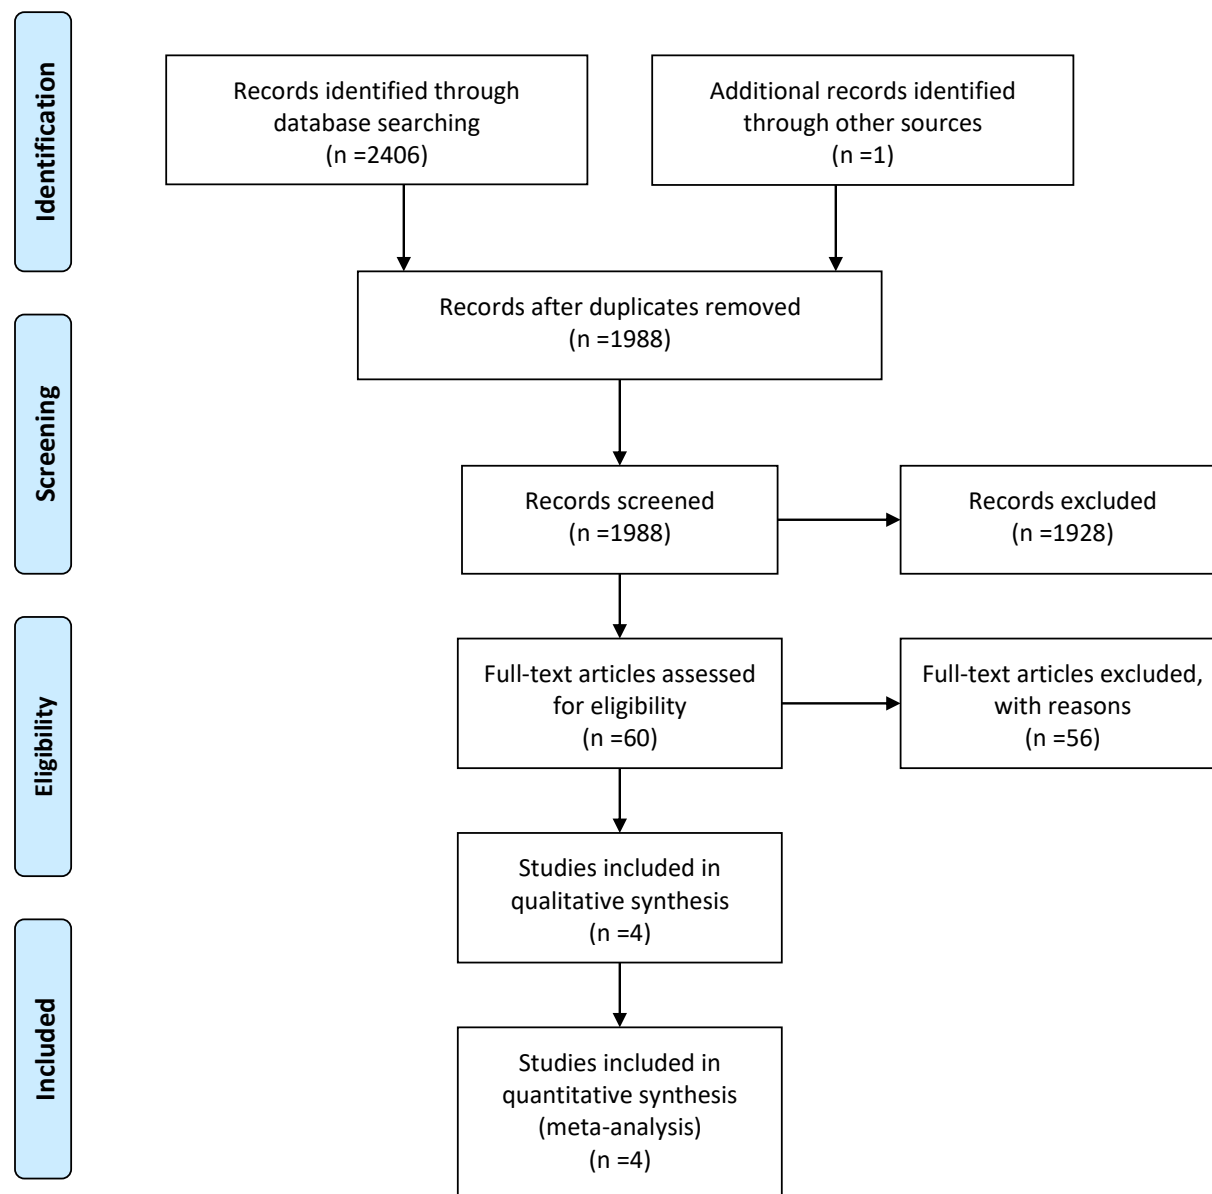 Identification
Records identified through
database searching
(n =2406)
Additional records identified
through other sources
(n =1)
Records after duplicates removed
(n =1988)
Screening
Records screened
(n =1988)
Records excluded
(n =1928)
Eligibility
Full-text articles assessed
for eligibility
(n =60)
Full-text articles excluded,
with reasons
(n =56)
Studies included in
qualitative synthesis
(n =4)
Included
Studies included in
quantitative synthesis
(meta-analysis)
(n =4)